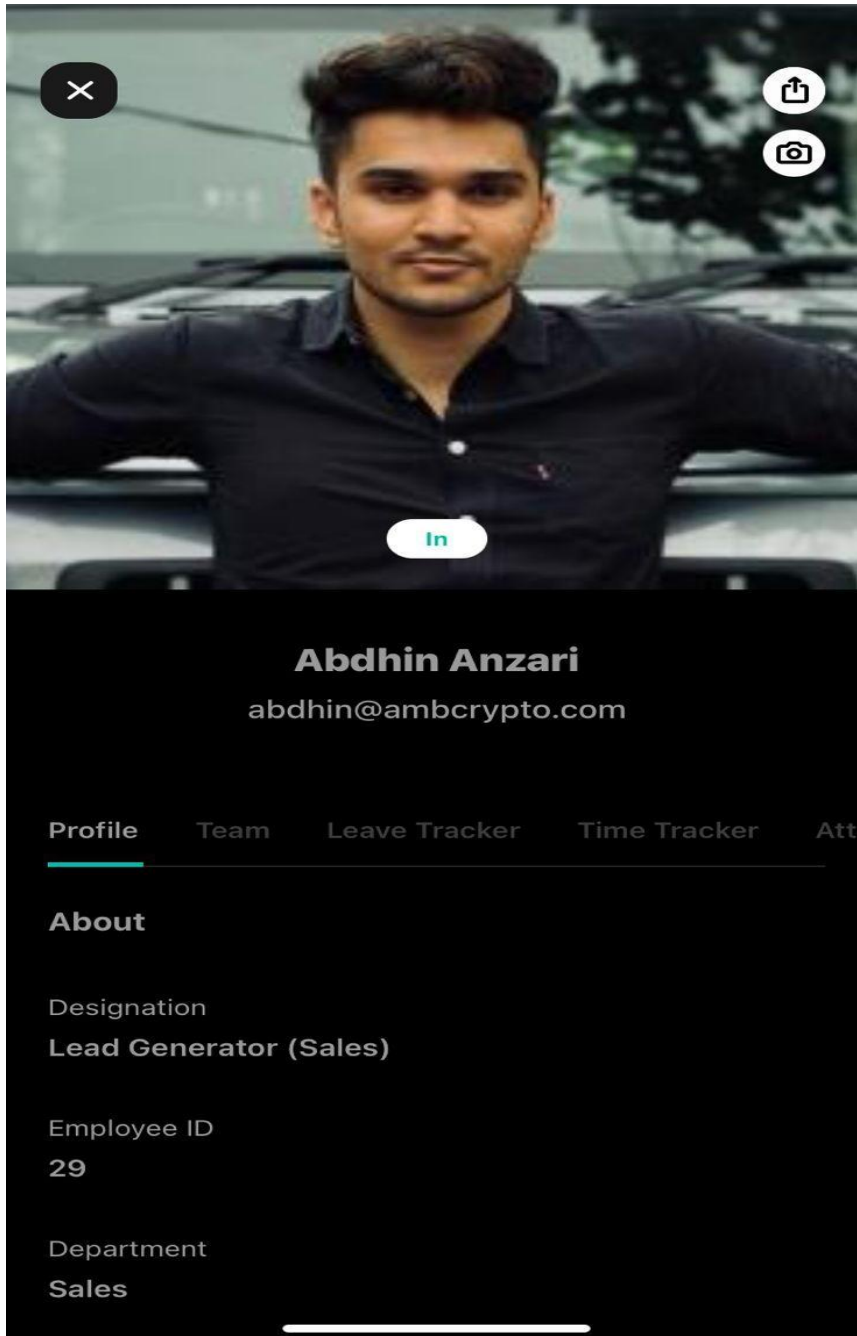 In
Abdhin Anzari
abdhin@ambcrypto.com
Profile Team Leave Tracker Time Tracker Att
About
Designation
Lead Generator (Sales)
Employee ID
29
Department
Sales